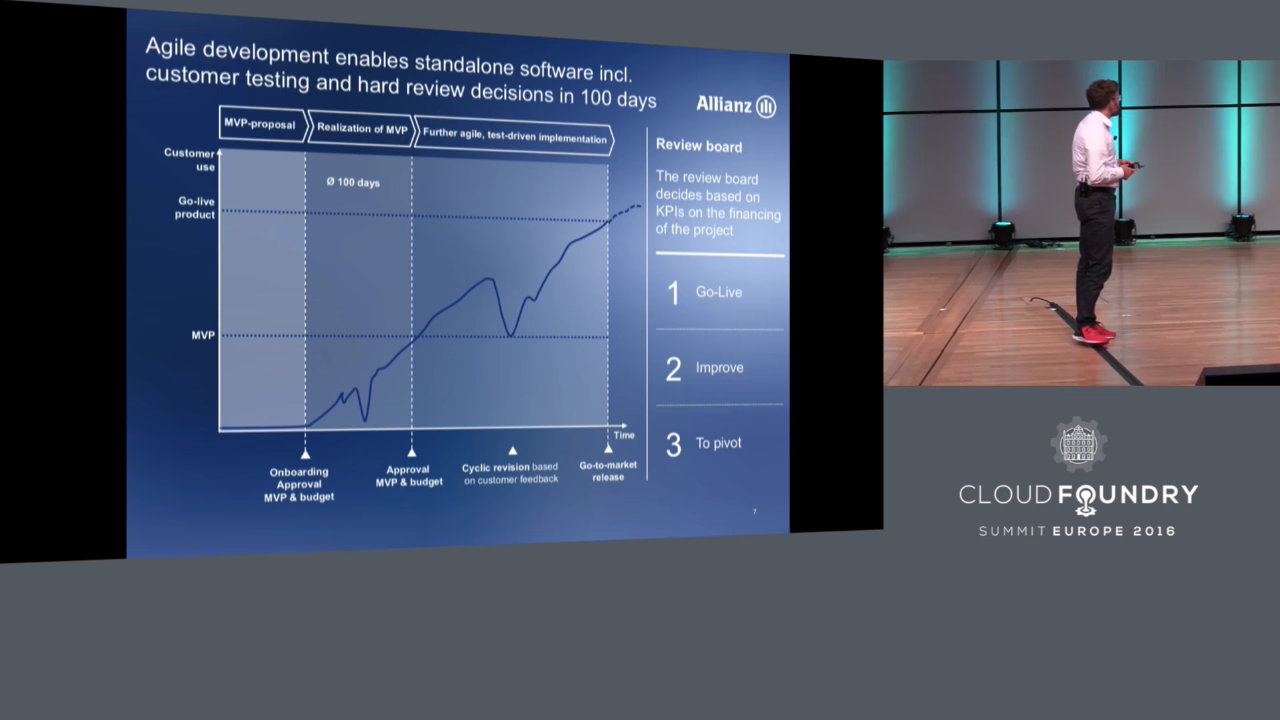 Agile development enables standalone software incl.
customer testing and hard review decisions in 100 days
Allianz
MVP-proposal
Realization of MVP
Further agile, test-driven implementation
Customer
use
Ø 100 days
Go-live
product
MVP
Time
Onboarding
Approval
MVP & budget
Approval
MVP & budget
Cyclic revision based
on customer feedback
Go-to-market
release
Review board
The review board
decides based on
KPIs on the financing
of the project
1 Go-Live
2 Improve
3 To pivot
7
CLOUD FOUNDRY
SUMMIT EUROPE 2016